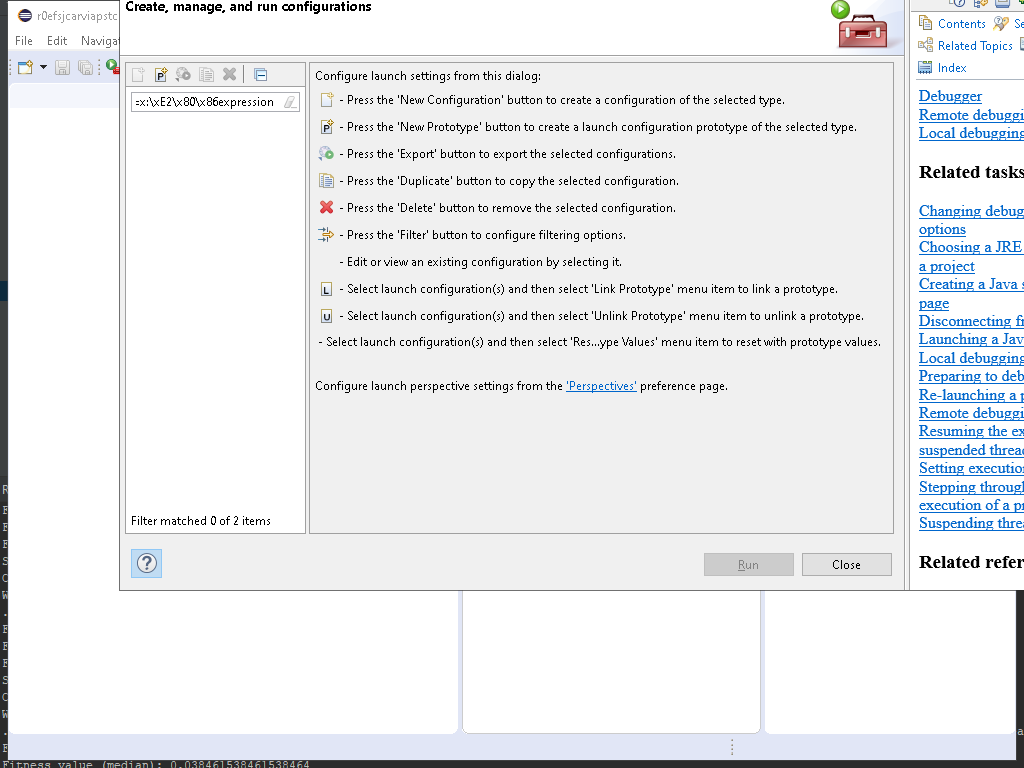 r0efsjcarviapstc
File Edit Naviga
Create, manage, and run configurations
=x:\xE2\x80\x86expression
Filter matched 0 of 2 items
Configure launch settings from this dialog:
- Press the 'New Configuration' button to create a configuration of the selected type.
P - Press the 'New Prototype' button to create a launch configuration prototype of the selected type.
- Press the 'Export' button to export the selected configurations.
- Press the 'Duplicate' button to copy the selected configuration.
- Press the 'Delete' button to remove the selected configuration.
- Press the 'Filter' button to configure filtering options.
- Edit or view an existing configuration by selecting it.
L - Select launch configuration(s) and then select 'Link Prototype' menu item to link a prototype.
U - Select launch configuration(s) and then select 'Unlink Prototype' menu item to unlink a prototype.
- Select launch configuration(s) and then select 'Res...ype Values' menu item to reset with prototype values.
Configure launch perspective settings from the 'Perspectives' preference page.
?
Run Close
Contents Se
Related Topics
Index
Debugger
Remote debuggi
Local debugging
Related tasks
Changing debug
options
Choosing a JRE
a project
Creating a Java s
page
Disconnecting fr
Launching a Jav
Local debugging
Preparing to deb
Re-launching a p
Remote debuggi
Resuming the ex
suspended threa
Setting executio
Stepping through
execution of a pr
Suspending threa
Related refer
Fitness value (median): 0.038461538461538464